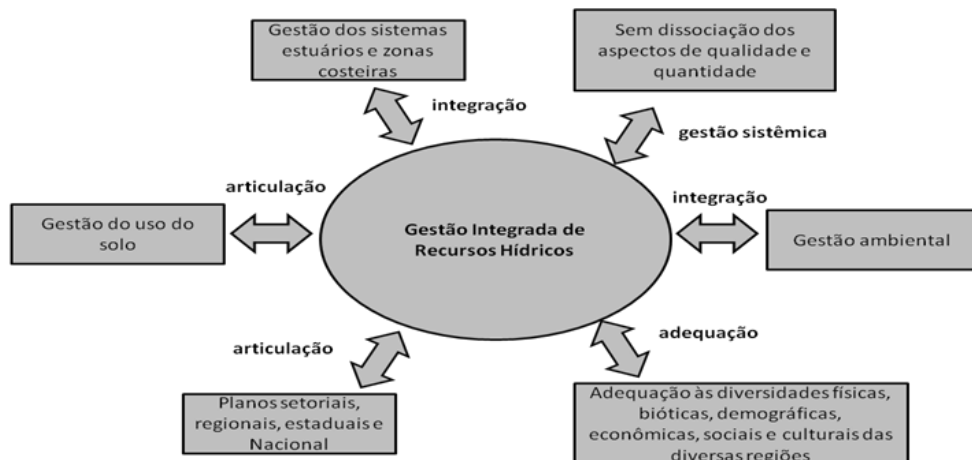 Gestão dos sistemas
estuários e zonas
costeiras
Sem dissociação dos
aspectos de qualidade e
quantidade
integração
gestão sistêmica
articulação
integração
Gestão do uso do
solo
Gestão Integrada de
Recursos Hídricos
Gestão ambiental
articulação
adequação
Planos setoriais,
regionais, estaduais e
Nacional
Adequação às diversidades físicas,
bióticas, demográficas,
econômicas, sociais e culturais das
diversas regiões